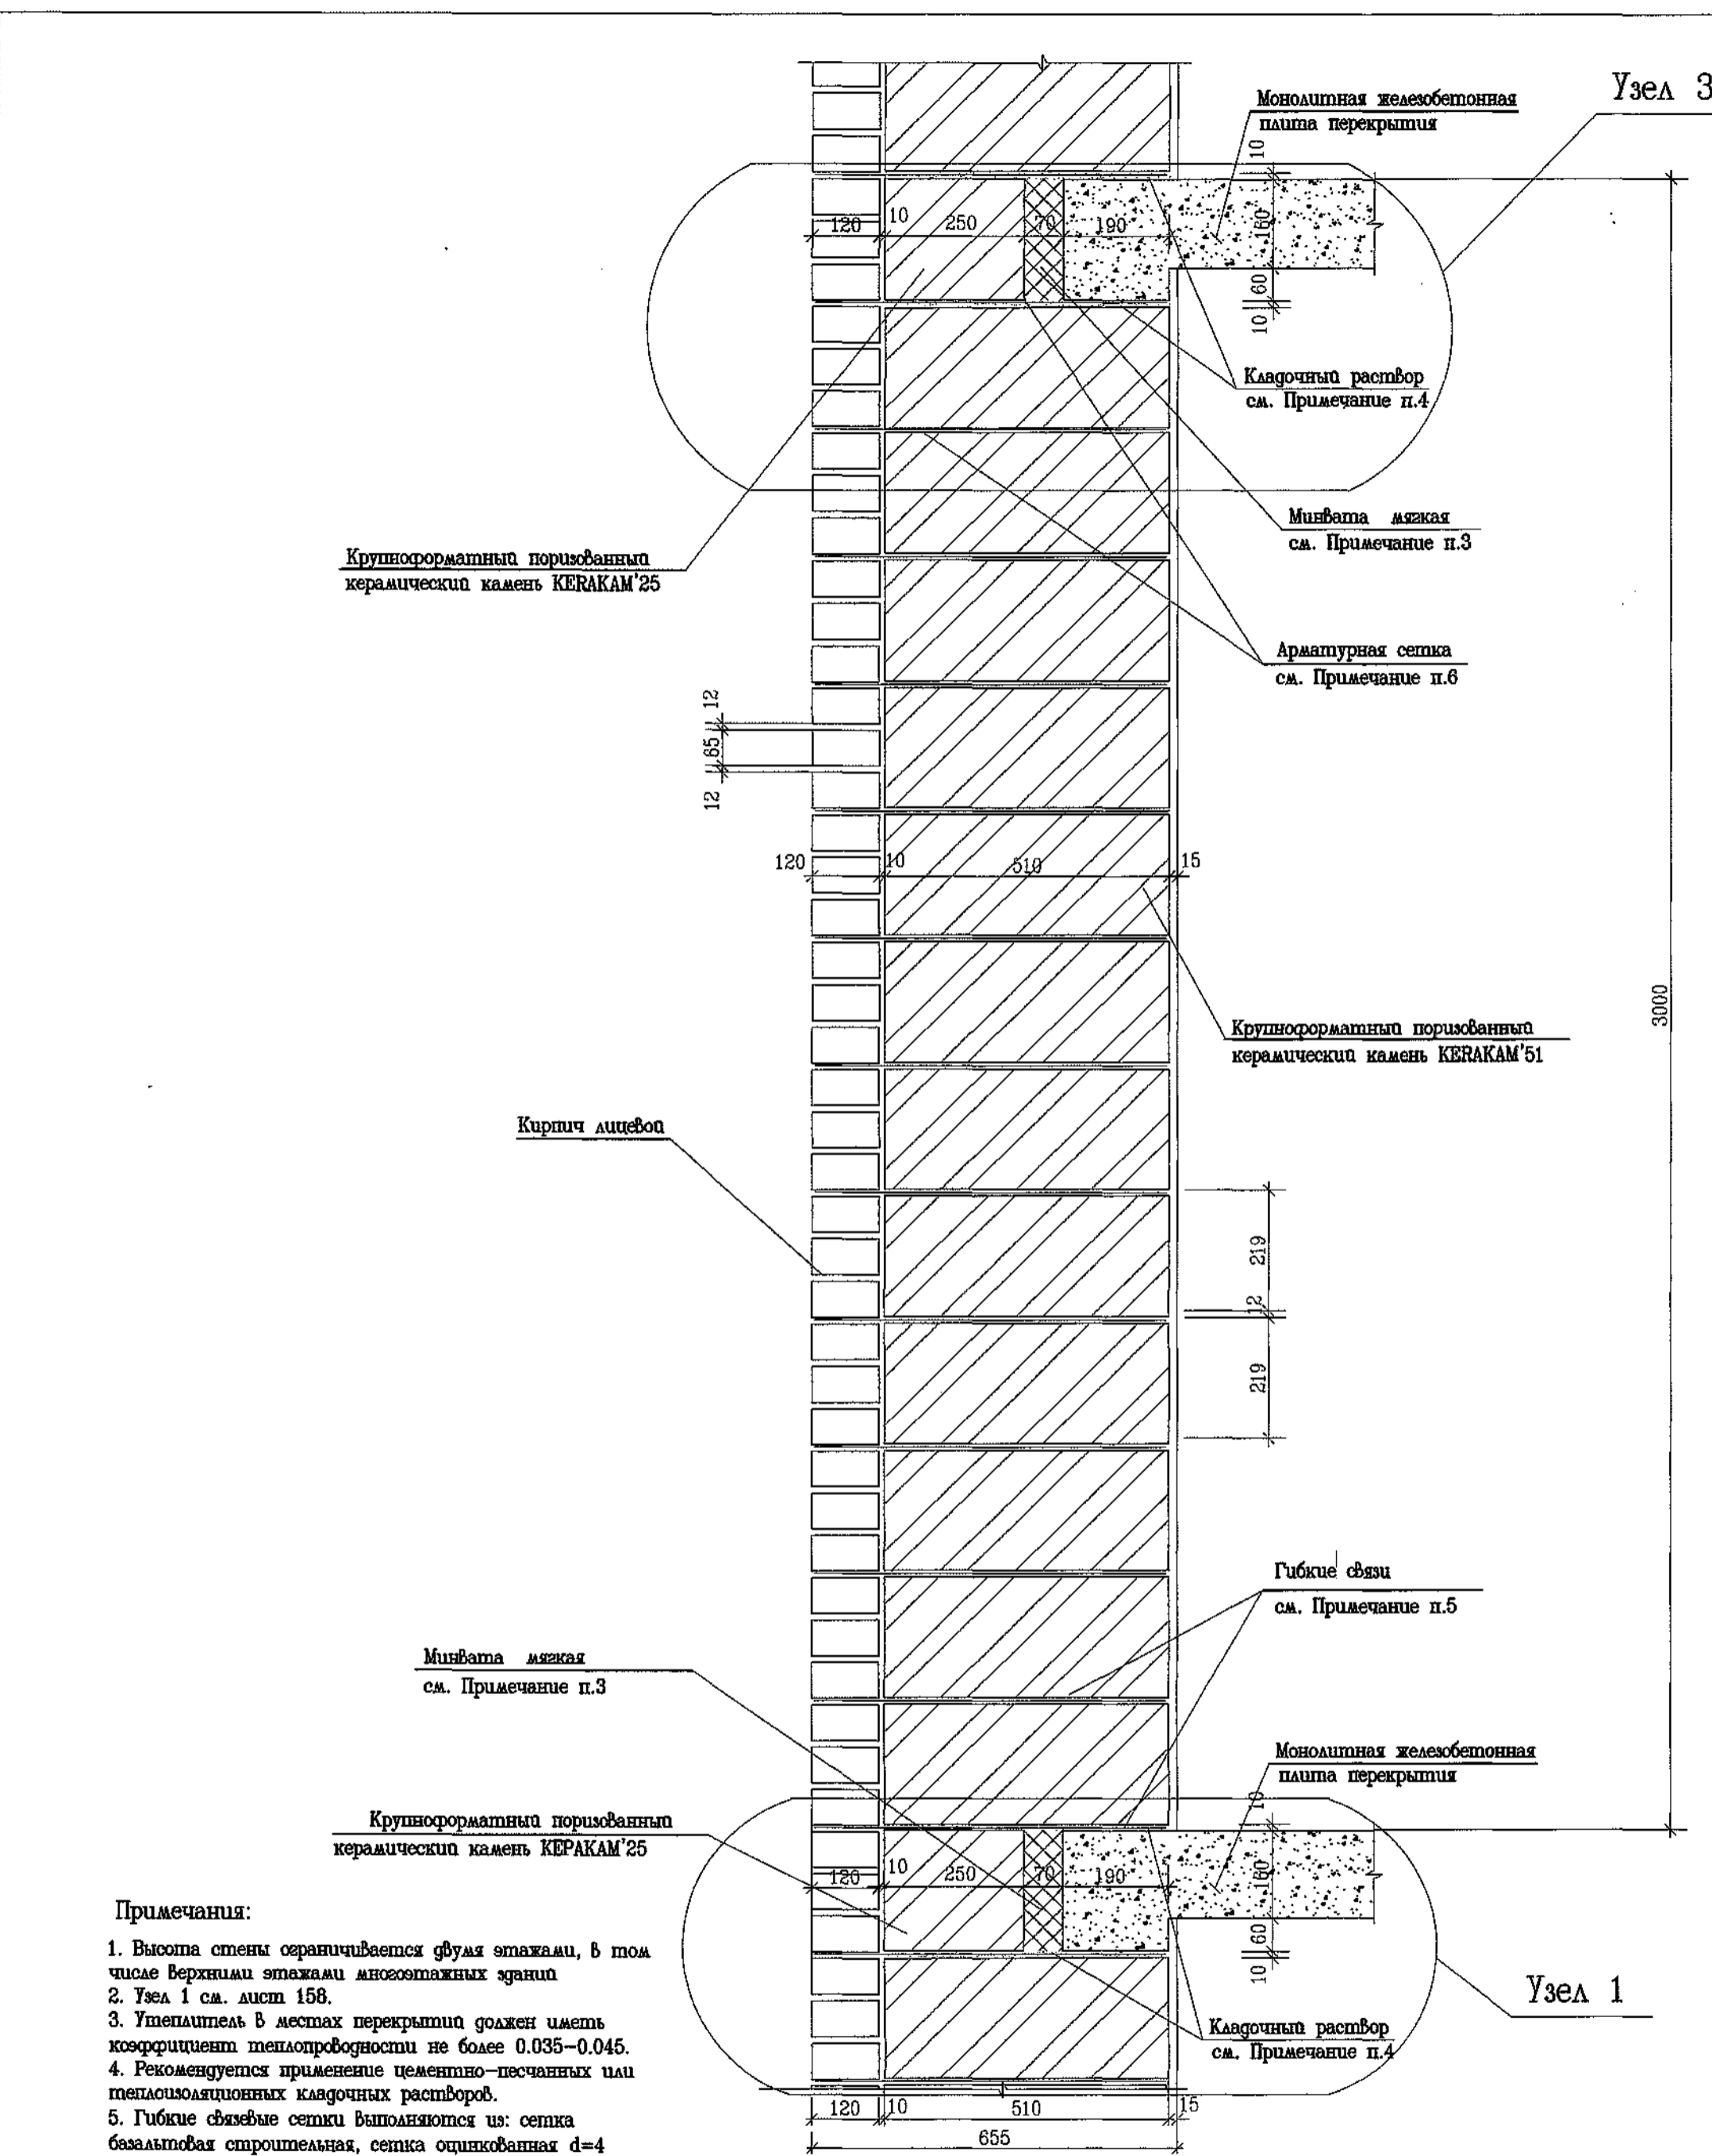 Узел 3
Монолитная железобетонная
плита перекрытия
10
120
10
250
70
190
160
60
10
Кладочный раствор
см. Примечание п.4
Минвата мягкая
см. Примечание п.3
Крупноформатный поризованный
керамический камень KERAKAM'25
Арматурная сетка
см. Примечание п.6
12
65
12
120
10
510
15
3000
Крупноформатный поризованный
керамический камень KERAKAM'51
Кирпич лицевой
219
12
219
Гибкие связи
см. Примечание п.5
Минвата мягкая
см. Примечание п.3
Монолитная железобетонная
плита перекрытия
Крупноформатный поризованный
керамический камень КЕРАКАМ'25
10
120
10
250
70
190
160
60
10
Узел 1
Кладочный раствор
см. Примечание п.4
120
10
510
15
655
Примечания:
1. Высота стены ограничивается двумя этажами, в том
числе верхними этажами многоэтажных зданий
2. Узел 1 см. лист 158.
3. Утеплитель в местах перекрытий должен иметь
коэффициент теплопроводности не более 0.035-0.045.
4. Рекомендуется применение цементно-песчанных или
теплоизоляционных кладочных растворов.
5. Гибкие связевые сетки выполняются из: сетка
базальтовая строительная, сетка оцинкованная d=4